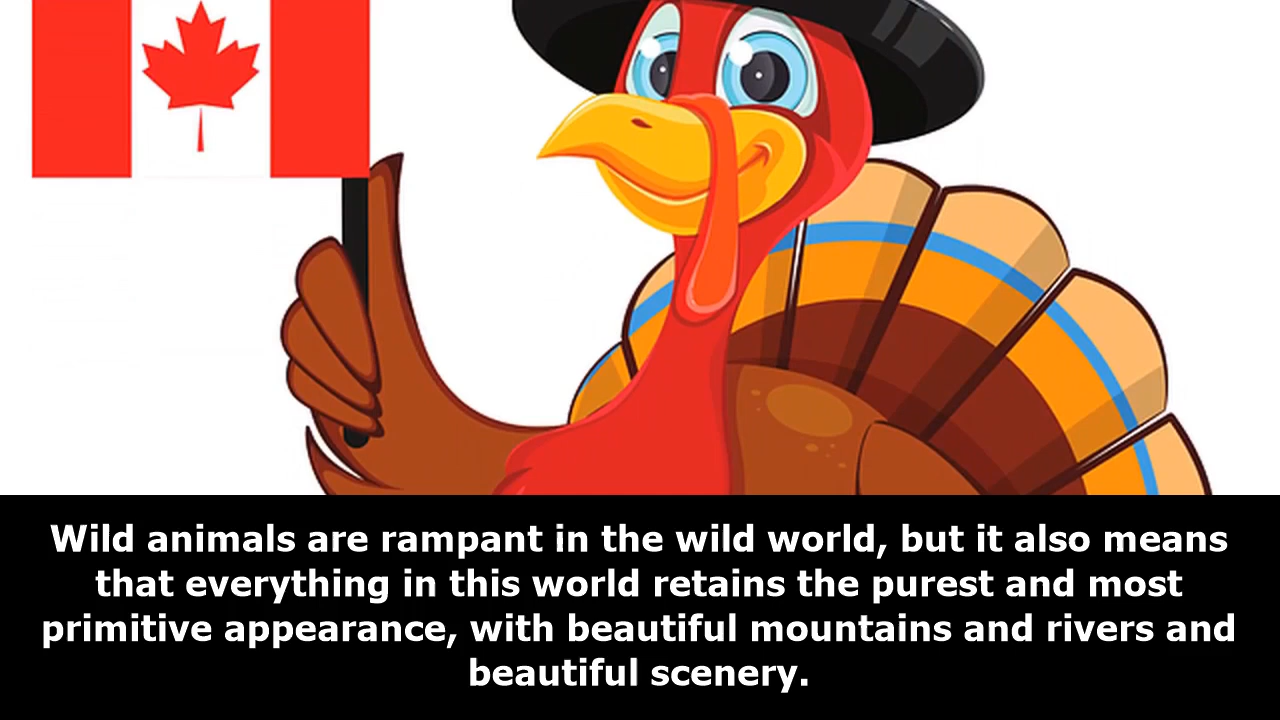 Wild animals are rampant in the wild world, but it also means
that everything in this world retains the purest and most
primitive appearance, with beautiful mountains and rivers and
beautiful scenery.